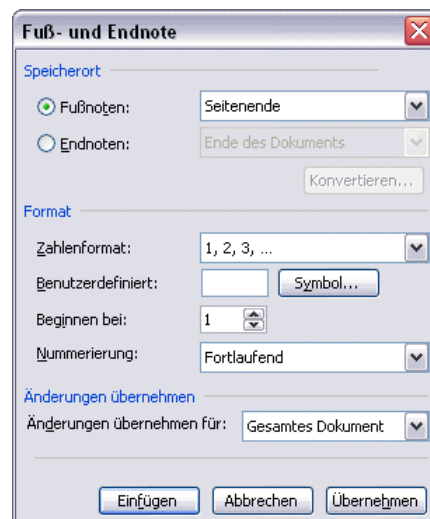 Fuß- und Endnote
Speicherort
Fußnoten: Seitenende
Endnoten: Ende des Dokuments
Konvertieren...
Format
Zahlenformat: 1, 2, 3, ...
Benutzerdefiniert: Symbol...
Beginnen bei: 1
Nummerierung: Fortlaufend
Änderungen übernehmen
Änderungen übernehmen für: Gesamtes Dokument
Einfügen Abbrechen Übernehmen